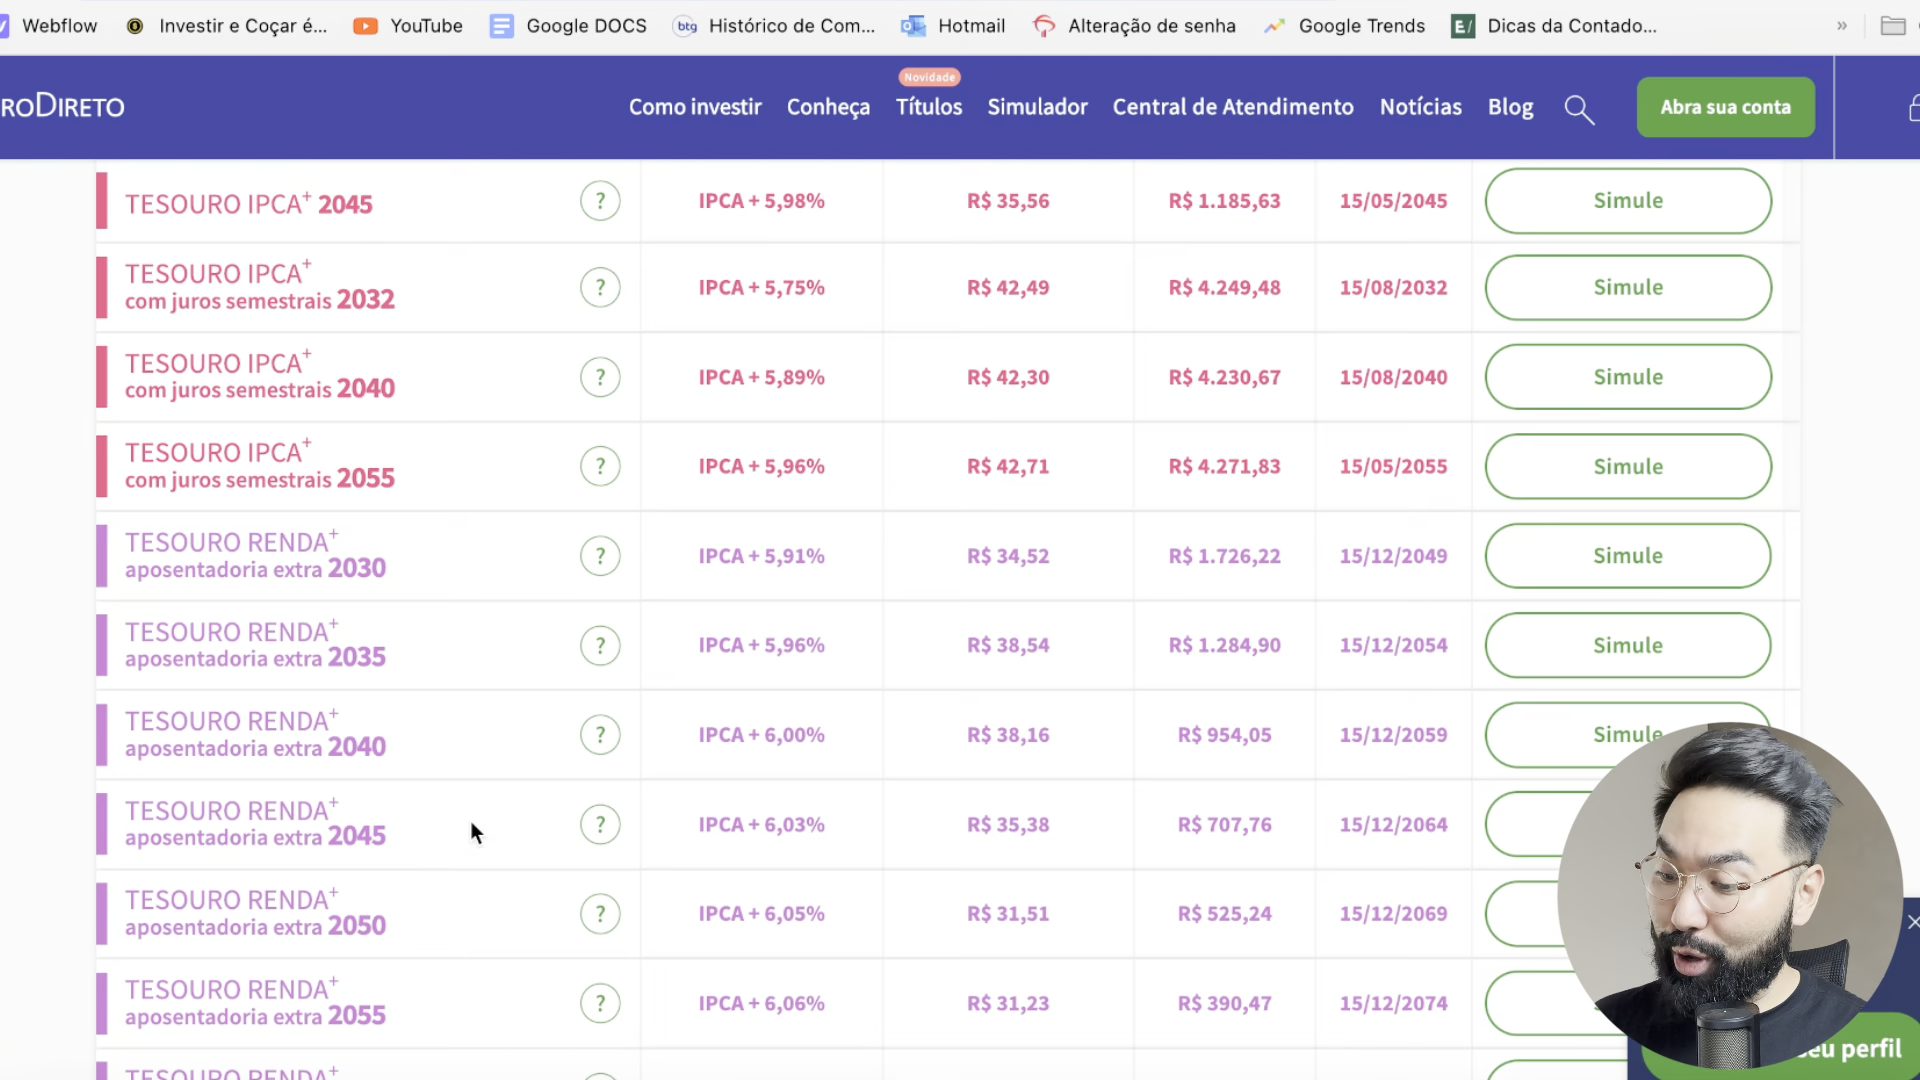 Webflow Investir e Coçar é... YouTube Google DOCS btg Histórico de Com... Hotmail Alteração de senha Google Trends E/ Dicas da Contado... »
Novidade
RODIRETO Como investir Conheça Títulos Simulador Central de Atendimento Notícias Blog Abra sua conta
TESOURO IPCA+ 2045 ? IPCA + 5,98% R$ 35,56 R$ 1.185,63 15/05/2045 Simule
TESOURO IPCA+
com juros semestrais 2032 ? IPCA + 5,75% R$ 42,49 R$ 4.249,48 15/08/2032 Simule
TESOURO IPCA+
com juros semestrais 2040 ? IPCA + 5,89% R$ 42,30 R$ 4.230,67 15/08/2040 Simule
TESOURO IPCA+
com juros semestrais 2055 ? IPCA + 5,96% R$ 42,71 R$ 4.271,83 15/05/2055 Simule
TESOURO RENDA+
aposentadoria extra 2030 ? IPCA + 5,91% R$ 34,52 R$ 1.726,22 15/12/2049 Simule
TESOURO RENDA+
aposentadoria extra 2035 ? IPCA + 5,96% R$ 38,54 R$ 1.284,90 15/12/2054 Simule
TESOURO RENDA+
aposentadoria extra 2040 ? IPCA + 6,00% R$ 38,16 R$ 954,05 15/12/2059 Simule
TESOURO RENDA+
aposentadoria extra 2045 ? IPCA + 6,03% R$ 35,38 R$ 707,76 15/12/2064
TESOURO RENDA+
aposentadoria extra 2050 ? IPCA + 6,05% R$ 31,51 R$ 525,24 15/12/2069
TESOURO RENDA+
aposentadoria extra 2055 ? IPCA + 6,06% R$ 31,23 R$ 390,47 15/12/2074
seu perfil
TESOURO RENDA+